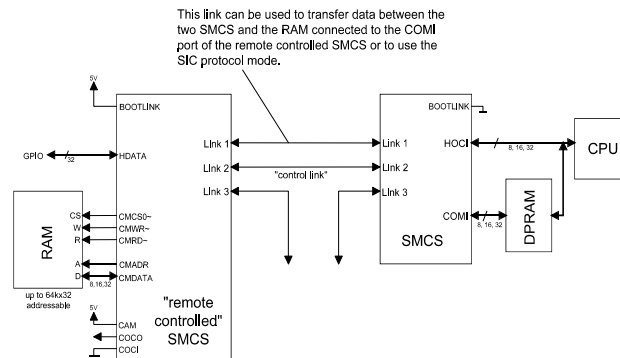 This link can be used to transfer data between the
two SMCS and the RAM connected to the COMI
port of the remote controlled SMCS or to use the
SIC protocol mode.
5V
BOOTLINK
BOOTLINK
LInk 1
Link 1
HOCI
8, 16, 32
CPU
GPIO
32
HDATA
LInk 2
Link 2
"control link"
LInk 3
Link 3
RAM
CS
CMCS0~
W
CMWR~
R
CMRD~
A
CMADR
D
8,16,32
CMDATA
COMI
8, 16, 32
DPRAM
SMCS
up to 64kx32
addressable
"remote
controlled"
SMCS
5V
CAM
COCO
COCI